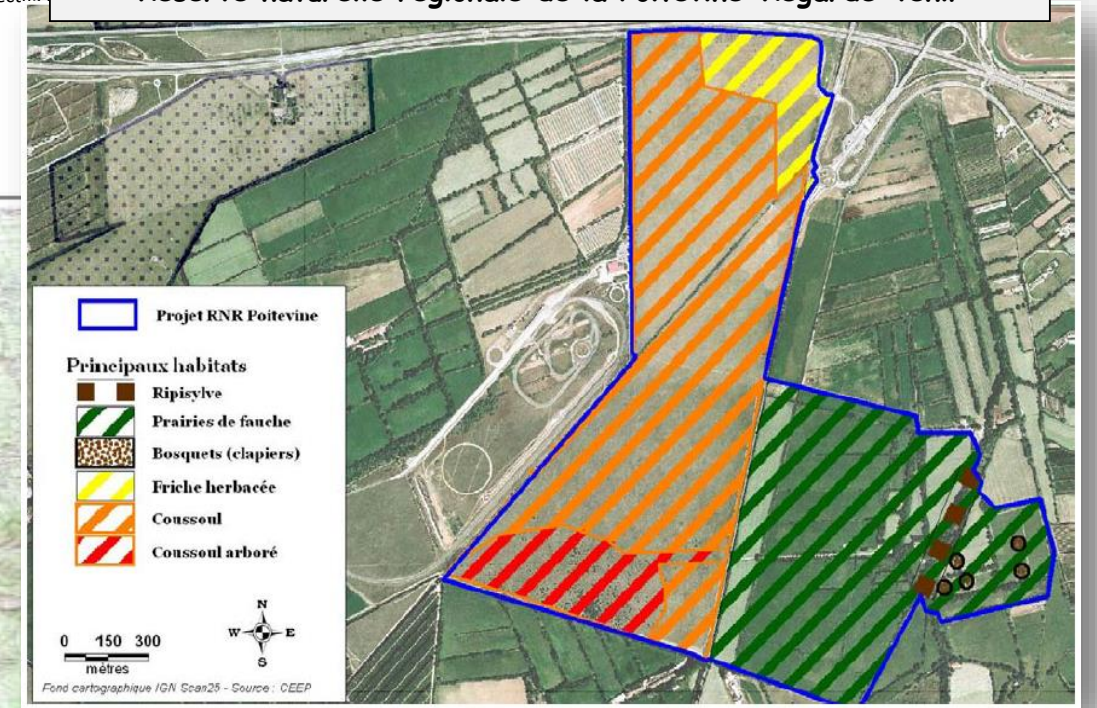 Projet RNR Poitevine
Principaux habitats
Ripisylve
Prairies de fauche
Bosquets (clapiers)
Friche herbacée
Coussoul
Coussoul arboré
N
W E
S
0 150 300
mètres
Fond cartographique IGN Scan25 - Source : CEEP